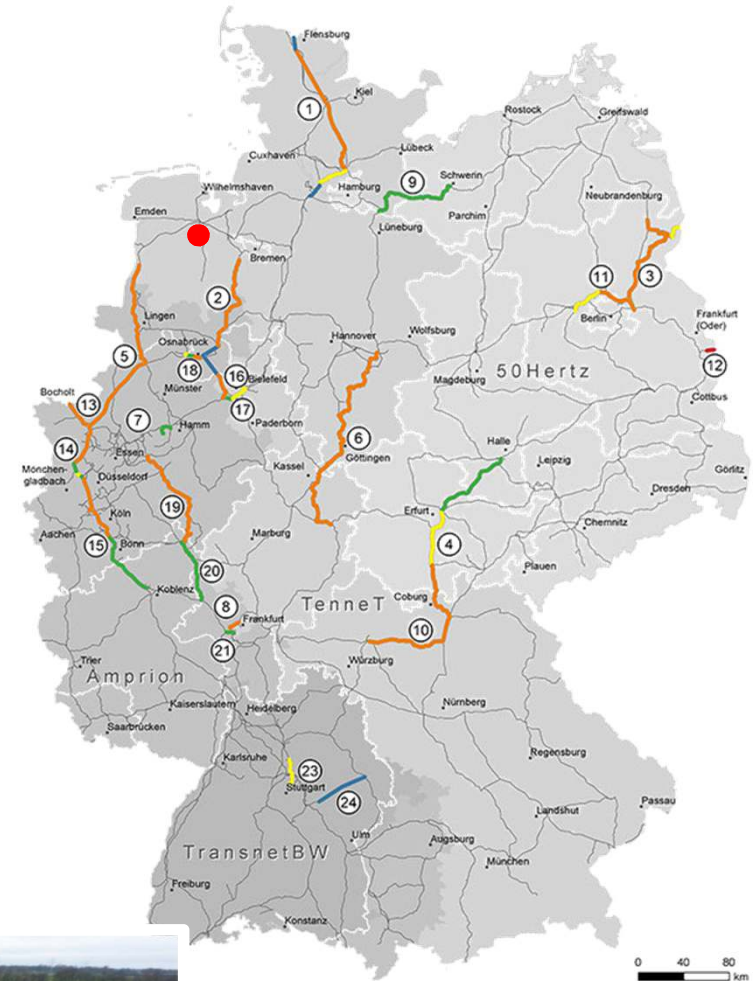 Flensburg
Kiel
1
Rostock
Greifswald
Cuxhaven
Lübeck
Wilhelmshaven
Hamburg
9
Schwerin
Neubrandenburg
Emden
Parchim
Lüneburg
Bremen
2
11
3
Lingen
Berlin
Frankfurt
(Oder)
Osnabrück
Hannover
Wolfsburg
5
18
16
Bielefeld
50Hertz
12
Bocholt
Münster
17
Magdeburg
Cottbus
13
7
Hamm
Paderborn
14
Essen
6
Göttingen
Halle
Leipzig
Mönchen-
gladbach
Düsseldorf
Kassel
Görlitz
19
Erfurt
Dresden
Köln
Chemnitz
Aachen
15
Bonn
Marburg
4
20
Plauen
Koblenz
8
TenneT
Coburg
Frankfurt
21
10
Trier
Würzburg
Amprion
Kaiserslautern
Heidelberg
Nürnberg
Saarbrücken
Karlsruhe
23
Regensburg
Stuttgart
24
Landshut
Passau
Ulm
TransnetBW
Augsburg
München
Freiburg
Konstanz
0 40 80
km